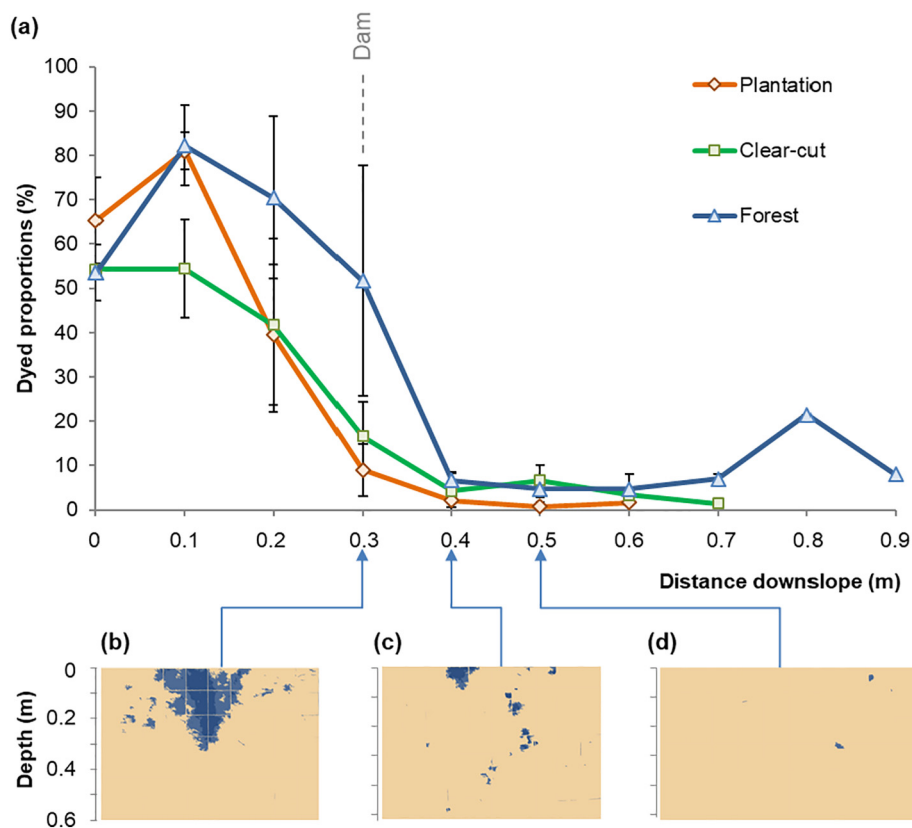 (a)
Dam
100
90
80
70
60
50
40
30
20
10
0
Dyed proportions (%)
Plantation
Clear-cut
Forest
0 0.1 0.2 0.3 0.4 0.5 0.6 0.7 0.8 0.9
Distance downslope (m)
(b) (c) (d)
0
0.2
0.4
0.6
Depth (m)